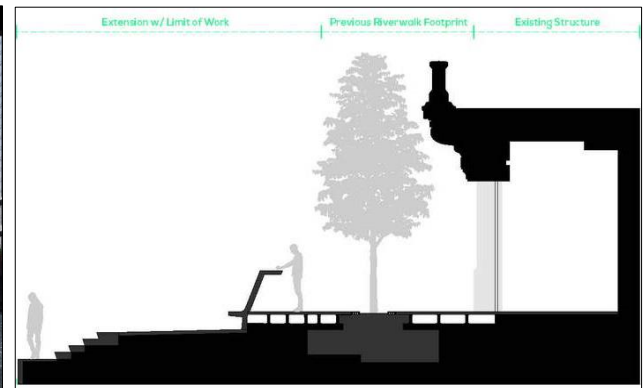 Extension w/ Limit of Work
Previous Riverwalk Footprint
Existing Structure